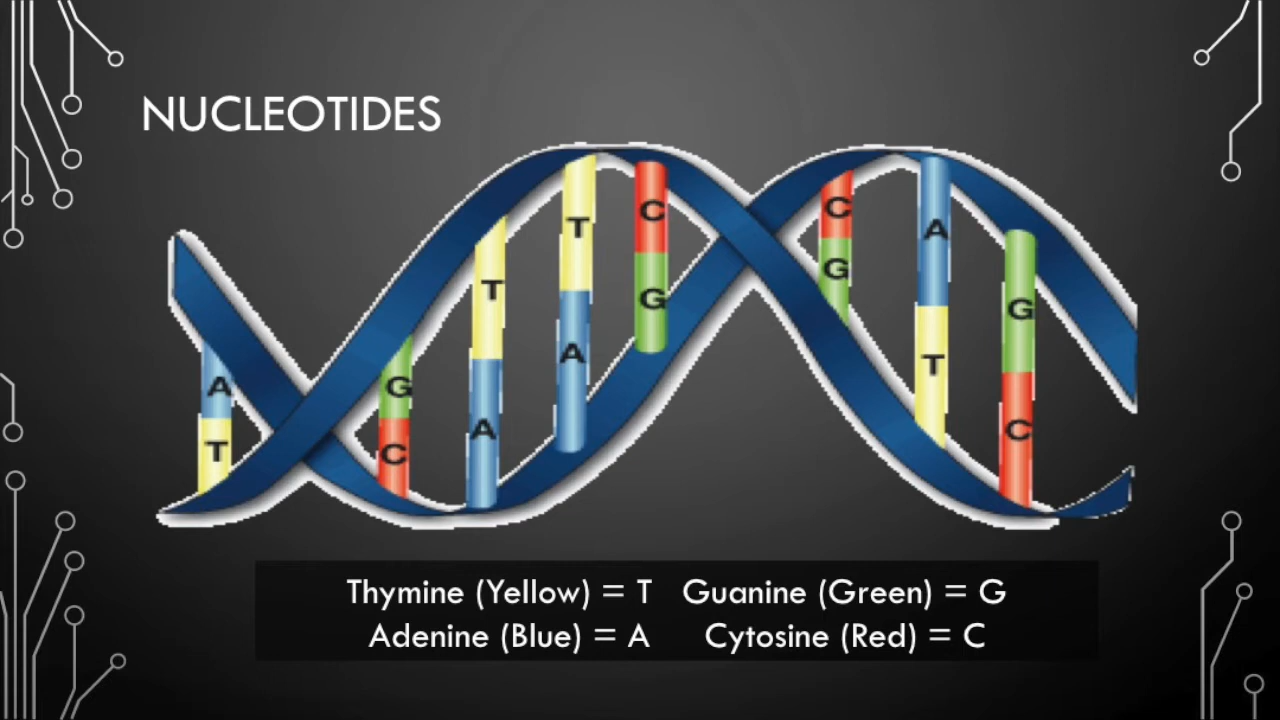 NUCLEOTIDES
A
T
G
C
T
A
T
A
C
G
C
G
A
T
G
C
Thymine (Yellow) = T Guanine (Green) = G
Adenine (Blue) = A Cytosine (Red) = C